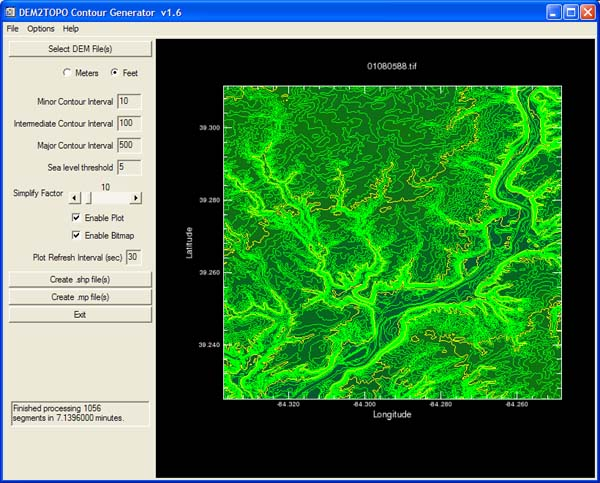 DEM2TOPO Contour Generator v1.6
File Options Help
Select DEM File(s)
Meters Feet
Minor Contour Interval 10
Intermediate Contour Interval 100
Major Contour Interval 500
Sea level threshold 5
10
Simplify Factor
Enable Plot
Enable Bitmap
Plot Refresh Interval (sec) 30
Create .shp file(s)
Create .mp file(s)
Exit
Finished processing 1056
segments in 7.1396000 minutes.
01080588.tif
39.300
39.280
39.260
39.240
Latitude
-84.320 -84.300 -84.280 -84.260
Longitude